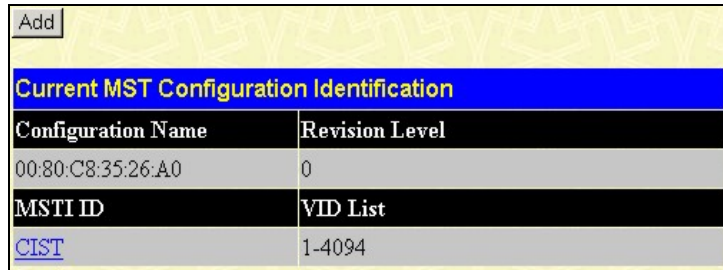 Add
Current MST Configuration Identification
Configuration Name Revision Level
00:80:C8:35:26:A0 0
MSTI ID VID List
CIST 1-4094